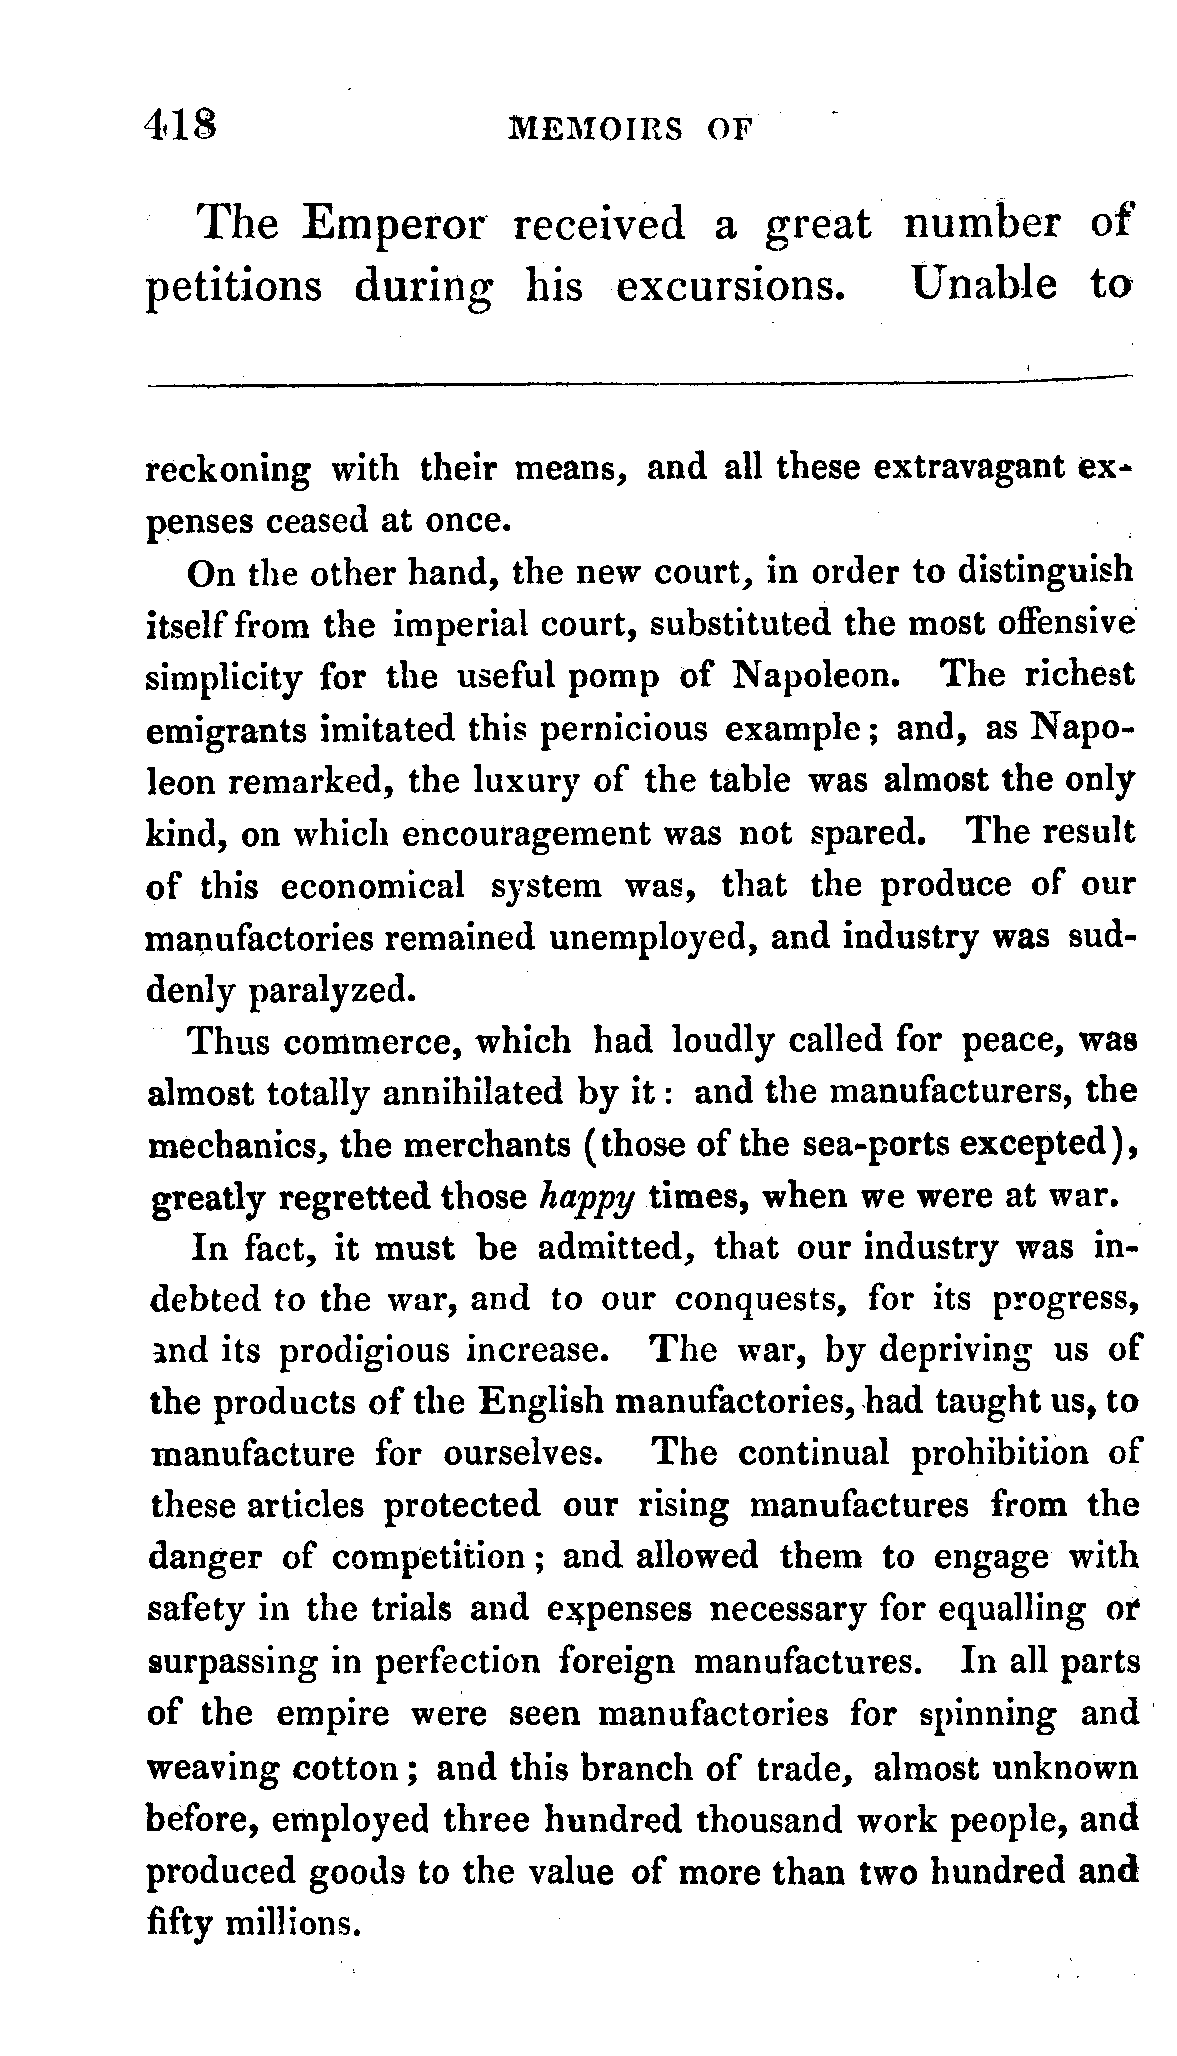 418 MEMOIRS OF
The Emperor received a great number of
petitions during his excursions. Unable to
reckoning with their means, and all these extravagant ex-
penses ceased at once.
On the other hand, the new court, in order to distinguish
itself from the imperial court, substituted the most offensive
simplicity for the useful pomp of Napoleon. The richest
emigrants imitated this pernicious example; and, as Napo-
leon remarked, the luxury of the table was almost the only
kind, on which encouragement was not spared. The result
of this economical system was, that the produce of our
manufactories remained unemployed, and industry was sud-
denly paralyzed.
Thus commerce, which had loudly called for peace, was
almost totally annihilated by it: and the manufacturers, the
mechanics, the merchants (those of the sea-ports excepted),
greatly regretted those happy times, when we were at war.
In fact, it must be admitted, that our industry was in-
debted to the war, and to our conquests, for its progress,
and its prodigious increase. The war, by depriving us of
the products of the English manufactories, had taught us, to
manufacture for ourselves. The continual prohibition of
these articles protected our rising manufactures from the
danger of competition; and allowed them to engage with
safety in the trials and expenses necessary for equalling or
surpassing in perfection foreign manufactures. In all parts
of the empire were seen manufactories for spinning and
weaving cotton; and this branch of trade, almost unknown
before, employed three hundred thousand work people, and
produced goods to the value of more than two hundred and
fifty millions.